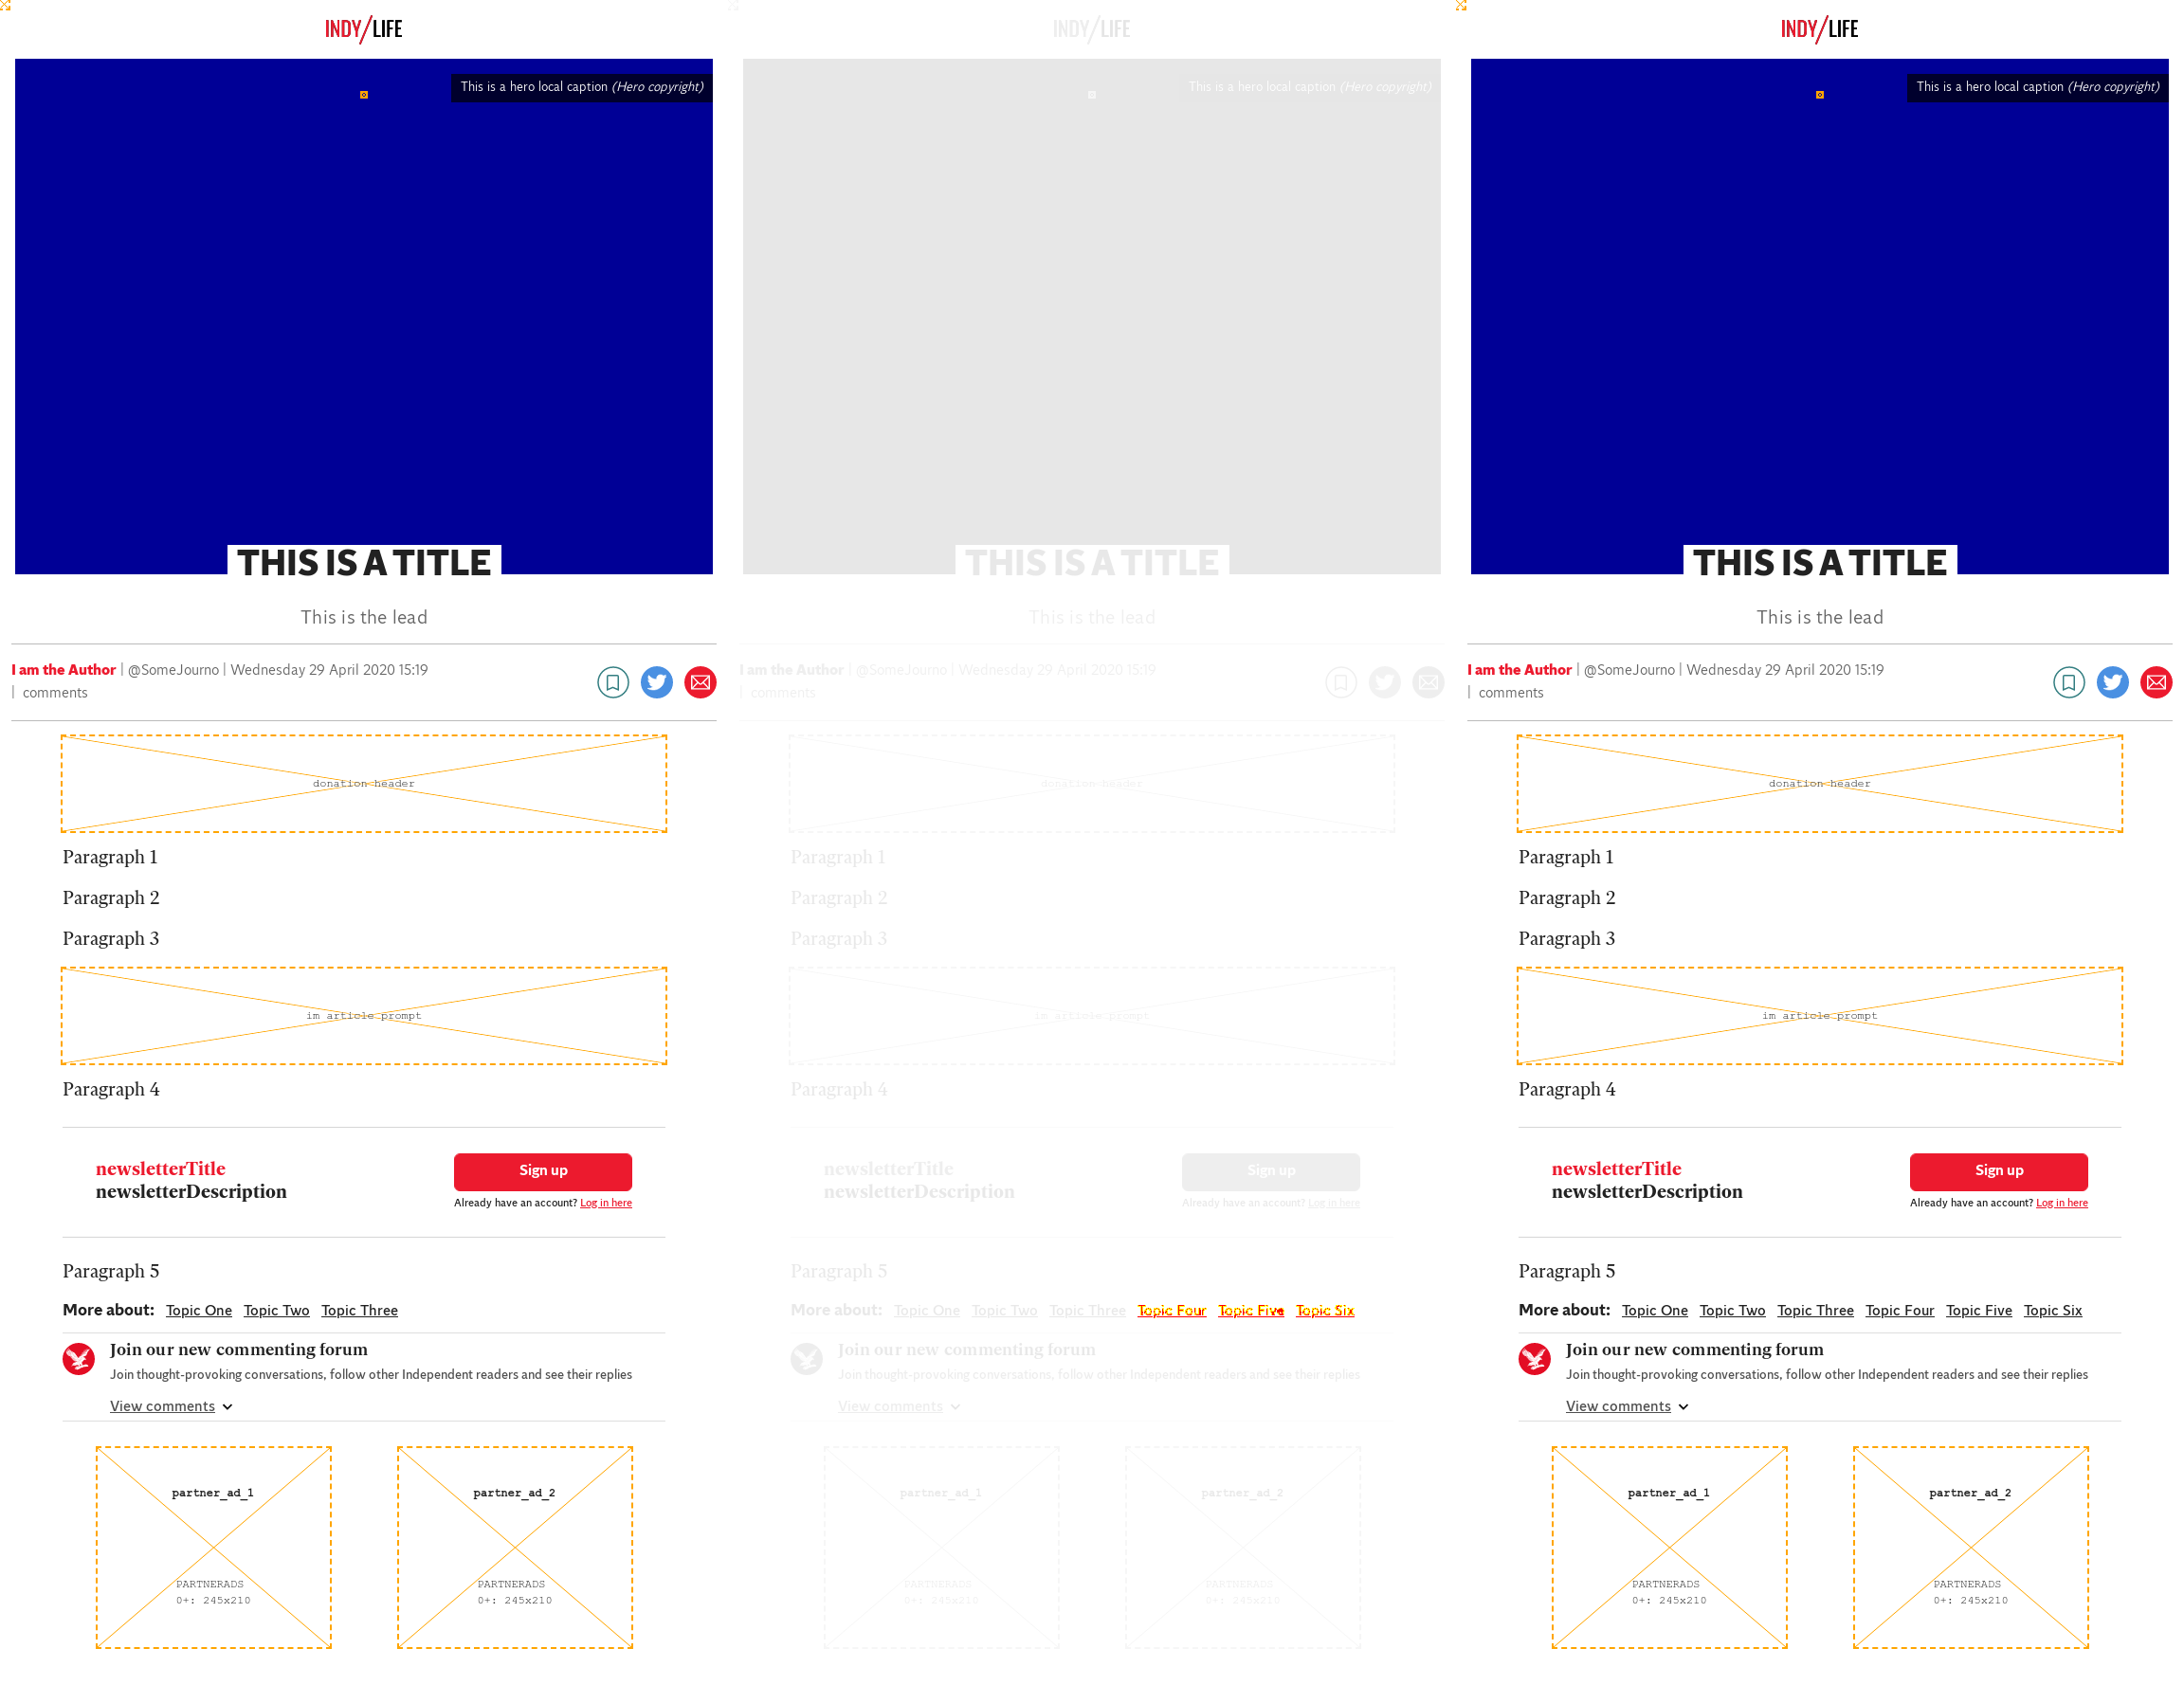 INDY/LIFE
This is a hero local caption (Hero copyright)
THIS IS A TITLE
This is the lead
I am the Author | @SomeJourno | Wednesday 29 April 2020 15:19
| comments
donation header
Paragraph 1
Paragraph 2
Paragraph 3
im article prompt
Paragraph 4
newsletterTitle
newsletterDescription
Sign up
Already have an account? Log in here
Paragraph 5
More about: Topic One Topic Two Topic Three
Join our new commenting forum
Join thought-provoking conversations, follow other Independent readers and see their replies
View comments
partner_ad_1
PARTNERADS
0+: 245x210
partner_ad_2
PARTNERADS
0+: 245x210
INDY/LIFE
This is a hero local caption (Hero copyright)
THIS IS A TITLE
This is the lead
I am the Author | @SomeJourno | Wednesday 29 April 2020 15:19
| comments
donation header
Paragraph 1
Paragraph 2
Paragraph 3
im article prompt
Paragraph 4
newsletterTitle
newsletterDescription
Sign up
Already have an account? Log in here
Paragraph 5
More about: Topic One Topic Two Topic Three Topic Four Topic Five Topic Six
Join our new commenting forum
Join thought-provoking conversations, follow other Independent readers and see their replies
View comments
partner_ad_1
PARTNERADS
0+: 245x210
partner_ad_2
PARTNERADS
0+: 245x210
INDY/LIFE
This is a hero local caption (Hero copyright)
THIS IS A TITLE
This is the lead
I am the Author | @SomeJourno | Wednesday 29 April 2020 15:19
| comments
donation header
Paragraph 1
Paragraph 2
Paragraph 3
im article prompt
Paragraph 4
newsletterTitle
newsletterDescription
Sign up
Already have an account? Log in here
Paragraph 5
More about: Topic One Topic Two Topic Three Topic Four Topic Five Topic Six
Join our new commenting forum
Join thought-provoking conversations, follow other Independent readers and see their replies
View comments
partner_ad_1
PARTNERADS
0+: 245x210
partner_ad_2
PARTNERADS
0+: 245x210